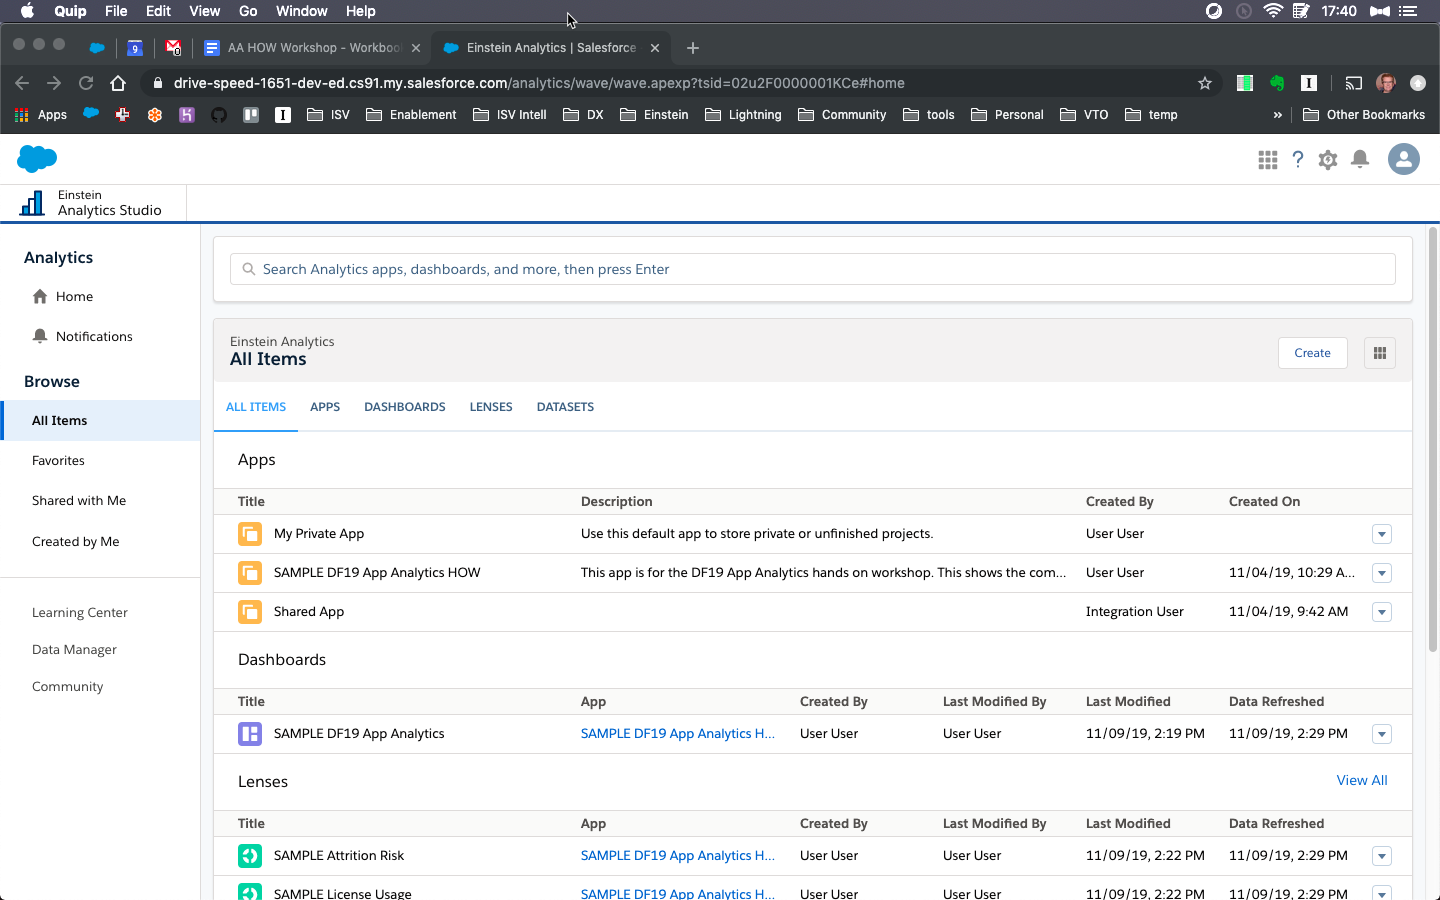 Quip File Edit View Go Window Help 17:40
9 0 AA HOW Workshop - Workboo Einstein Analytics | Salesforce
drive-speed-1651-dev-ed.cs91.my.salesforce.com/analytics/wave/wave.apexp?tsid=02u2F0000001KCe#home
Apps ISV Enablement ISV Intell DX Einstein Lightning Community tools Personal VTO temp » Other Bookmarks
Einstein
Analytics Studio
Analytics
Home
Notifications
Browse
All Items
Favorites
Shared with Me
Created by Me
Learning Center
Data Manager
Community
Search Analytics apps, dashboards, and more, then press Enter
Einstein Analytics
All Items
Create
ALL ITEMS APPS DASHBOARDS LENSES DATASETS
Apps
Title Description Created By Created On
My Private App Use this default app to store private or unfinished projects. User User
SAMPLE DF19 App Analytics HOW This app is for the DF19 App Analytics hands on workshop. This shows the com... User User 11/04/19, 10:29 A...
Shared App Integration User 11/04/19, 9:42 AM
Dashboards
Title App Created By Last Modified By Last Modified Data Refreshed
SAMPLE DF19 App Analytics SAMPLE DF19 App Analytics H... User User User User 11/09/19, 2:19 PM 11/09/19, 2:29 PM
Lenses View All
Title App Created By Last Modified By Last Modified Data Refreshed
SAMPLE Attrition Risk SAMPLE DF19 App Analytics H... User User User User 11/09/19, 2:22 PM 11/09/19, 2:29 PM
SAMPLE License Usage SAMPLE DF19 App Analytics H... User User User User 11/09/19, 2:22 PM 11/09/19, 2:29 PM